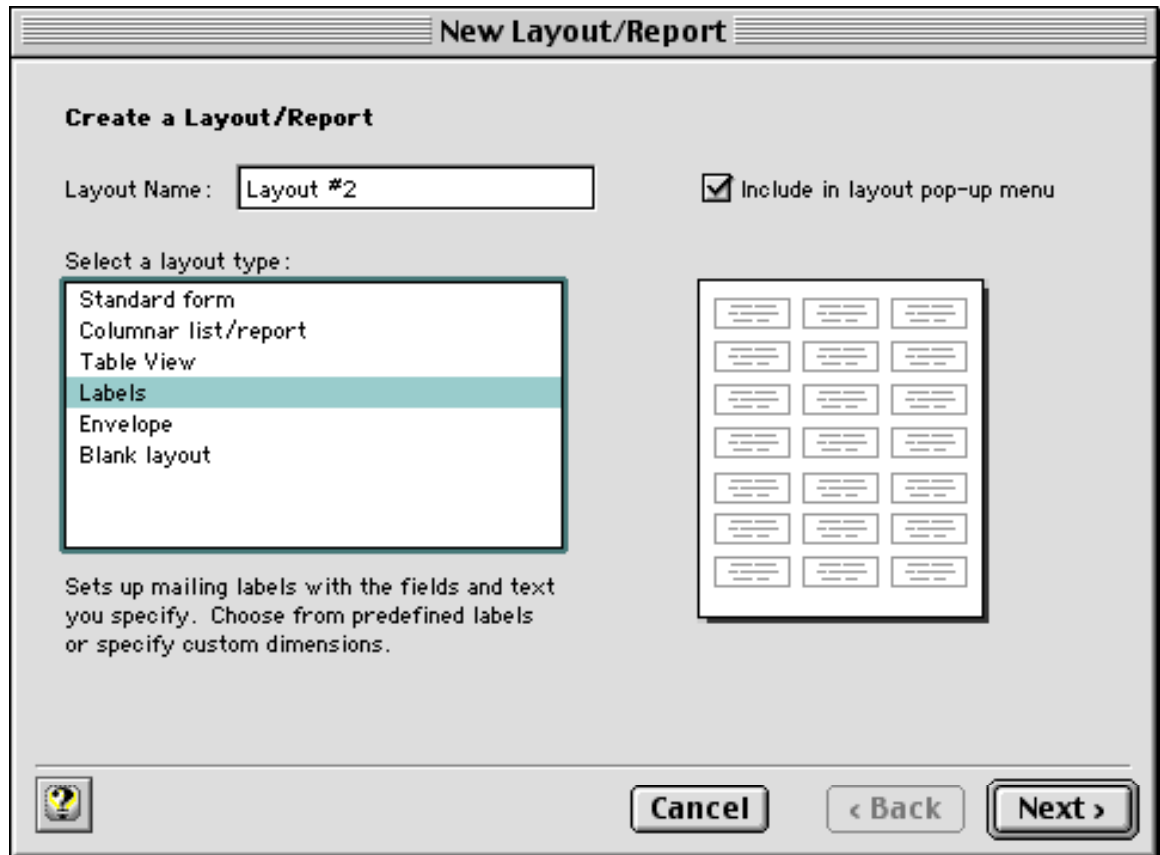 New Layout/Report
Create a Layout/Report
Layout Name:
Layout #2
Include in layout pop-up menu
Select a layout type:
Standard form
Columnar list/report
Table View
Labels
Envelope
Blank layout
Sets up mailing labels with the fields and text
you specify. Choose from predefined labels
or specify custom dimensions.
?
Cancel
‹ Back
Next ›